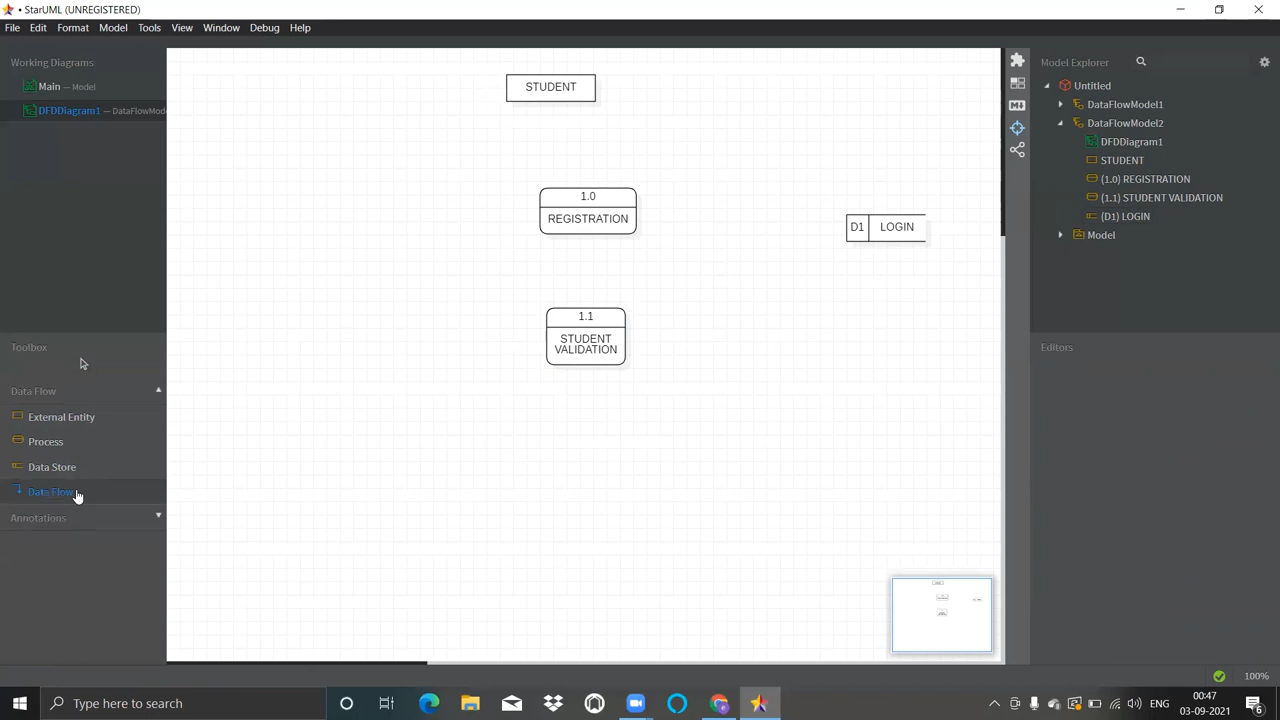 • StarUML (UNREGISTERED)
File Edit Format Model Tools View Window Debug Help
Working Diagrams
Main — Model
DFDDiagram1 — DataFlowMode
Toolbox
Data Flow
External Entity
Process
Data Store
Data Flow
Annotations
STUDENT
1.0
REGISTRATION
D1 LOGIN
1.1
STUDENT
VALIDATION
Model Explorer
Untitled
DataFlowModel1
DataFlowModel2
DFDDiagram1
STUDENT
(1.0) REGISTRATION
(1.1) STUDENT VALIDATION
(D1) LOGIN
Model
Editors
100%
Type here to search
ENG
00:47
03-09-2021
6